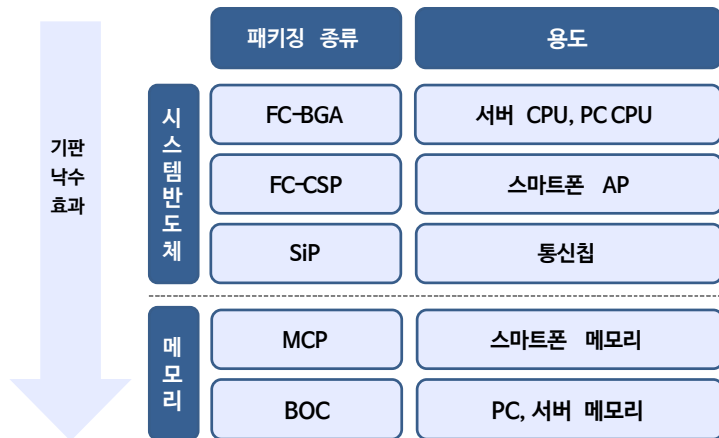 패키징 종류
용도
기판
낙수
효과
시스템반도체
FC-BGA
서버 CPU, PC CPU
FC-CSP
스마트폰 AP
SiP
통신칩
메모리
MCP
스마트폰 메모리
BOC
PC, 서버 메모리